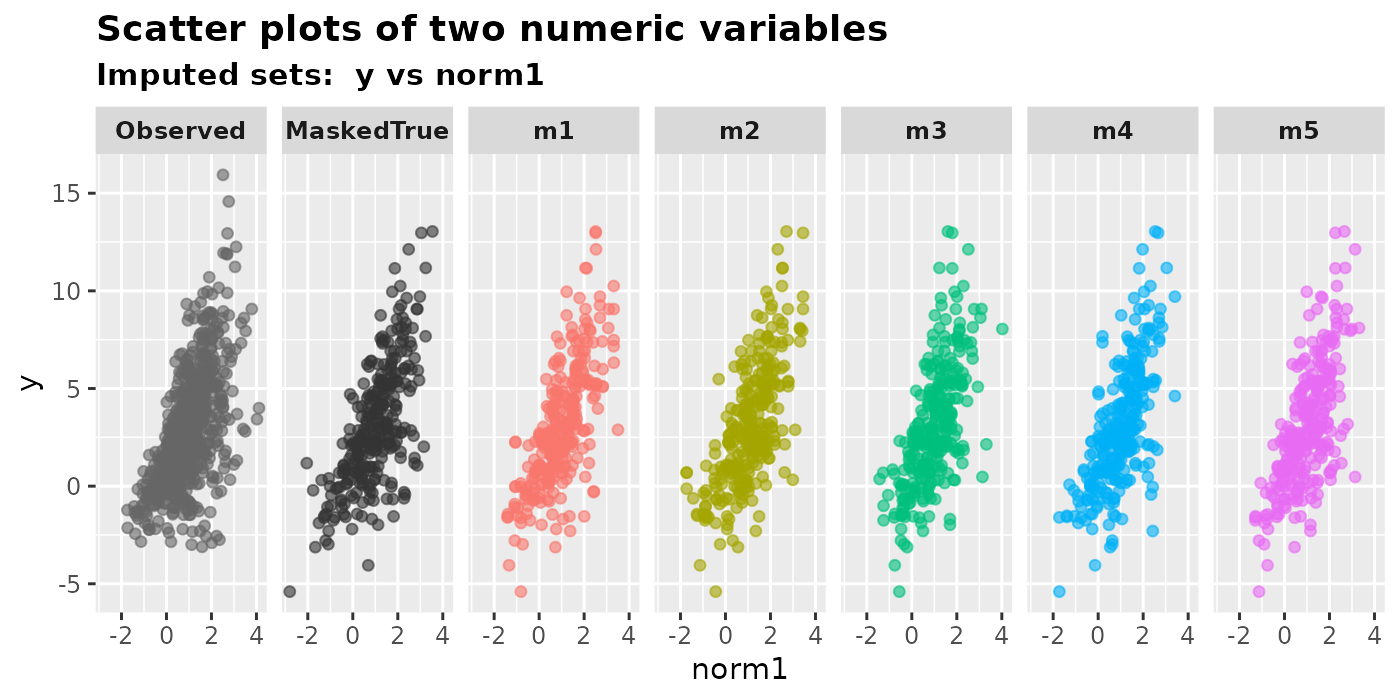 Scatter plots of two numeric variables
Imputed sets:  y vs norm1
Observed MaskedTrue m1 m2 m3 m4 m5
15
10
5
0
-5
y
-2 0 2 4 -2 0 2 4 -2 0 2 4 -2 0 2 4 -2 0 2 4 -2 0 2 4 -2 0 2 4
norm1